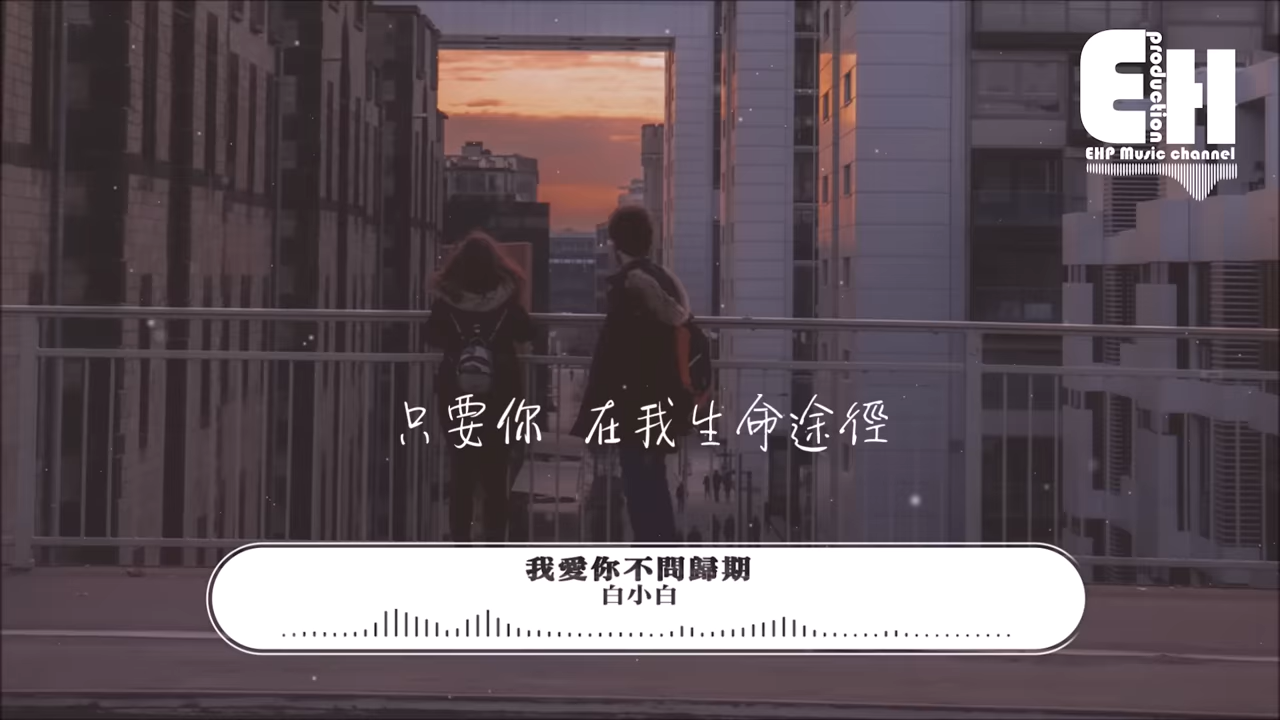 EH
production
EHP Music channel
只要你 在我生命途徑
我愛你不問歸期
白小白